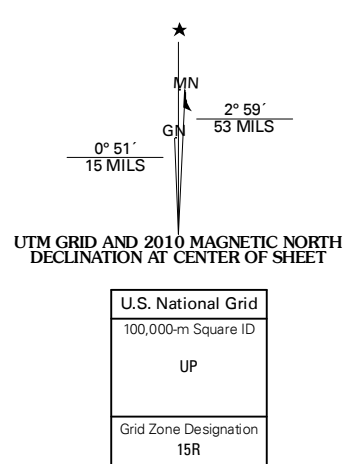 MN
GN
2° 59´
53 MILS
0° 51´
15 MILS
UTM GRID AND 2010 MAGNETIC NORTH
DECLINATION AT CENTER OF SHEET
U.S. National Grid
100,000-m Square ID
UP
Grid Zone Designation
15R